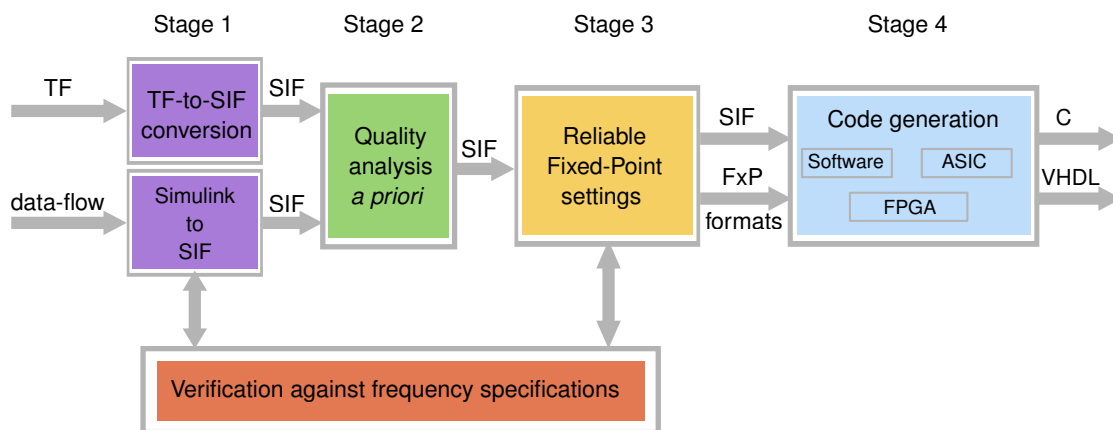 Stage 1
Stage 2
Stage 3
Stage 4
TF
TF-to-SIF
conversion
SIF
data-flow
Simulink
to
SIF
SIF
Quality
analysis
a priori
SIF
Reliable
Fixed-Point
settings
SIF
FxP
formats
Code generation
Software
ASIC
FPGA
C
VHDL
Verification against frequency specifications